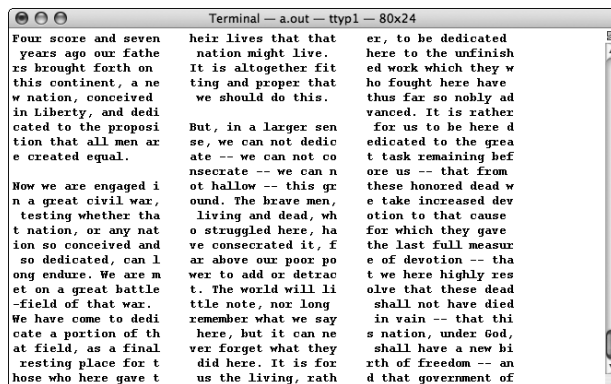 Terminal — a.out — ttyp1 — 80x24
Four score and seven
 years ago our fathe
rs brought forth on
this continent, a ne
w nation, conceived
in Liberty, and dedi
cated to the proposi
tion that all men ar
e created equal.

Now we are engaged i
n a great civil war,
 testing whether tha
t nation, or any nat
ion so conceived and
 so dedicated, can l
ong endure. We are m
et on a great battle
-field of that war.
We have come to dedi
cate a portion of th
at field, as a final
 resting place for t
hose who here gave t
heir lives that that
 nation might live.
It is altogether fit
ting and proper that
 we should do this.

But, in a larger sen
se, we can not dedic
ate -- we can not co
nsecrate -- we can n
ot hallow -- this gr
ound. The brave men,
 living and dead, wh
o struggled here, ha
ve consecrated it, f
ar above our poor po
wer to add or detrac
t. The world will li
ttle note, nor long
remember what we say
 here, but it can ne
ver forget what they
 did here. It is for
 us the living, rath
er, to be dedicated
here to the unfinish
ed work which they w
ho fought here have
thus far so nobly ad
vanced. It is rather
 for us to be here d
edicated to the grea
t task remaining bef
ore us -- that from
these honored dead w
e take increased dev
otion to that cause
for which they gave
the last full measur
e of devotion -- tha
t we here highly res
olve that these dead
 shall not have died
 in vain -- that thi
s nation, under God,
 shall have a new bi
rth of freedom -- an
d that government of